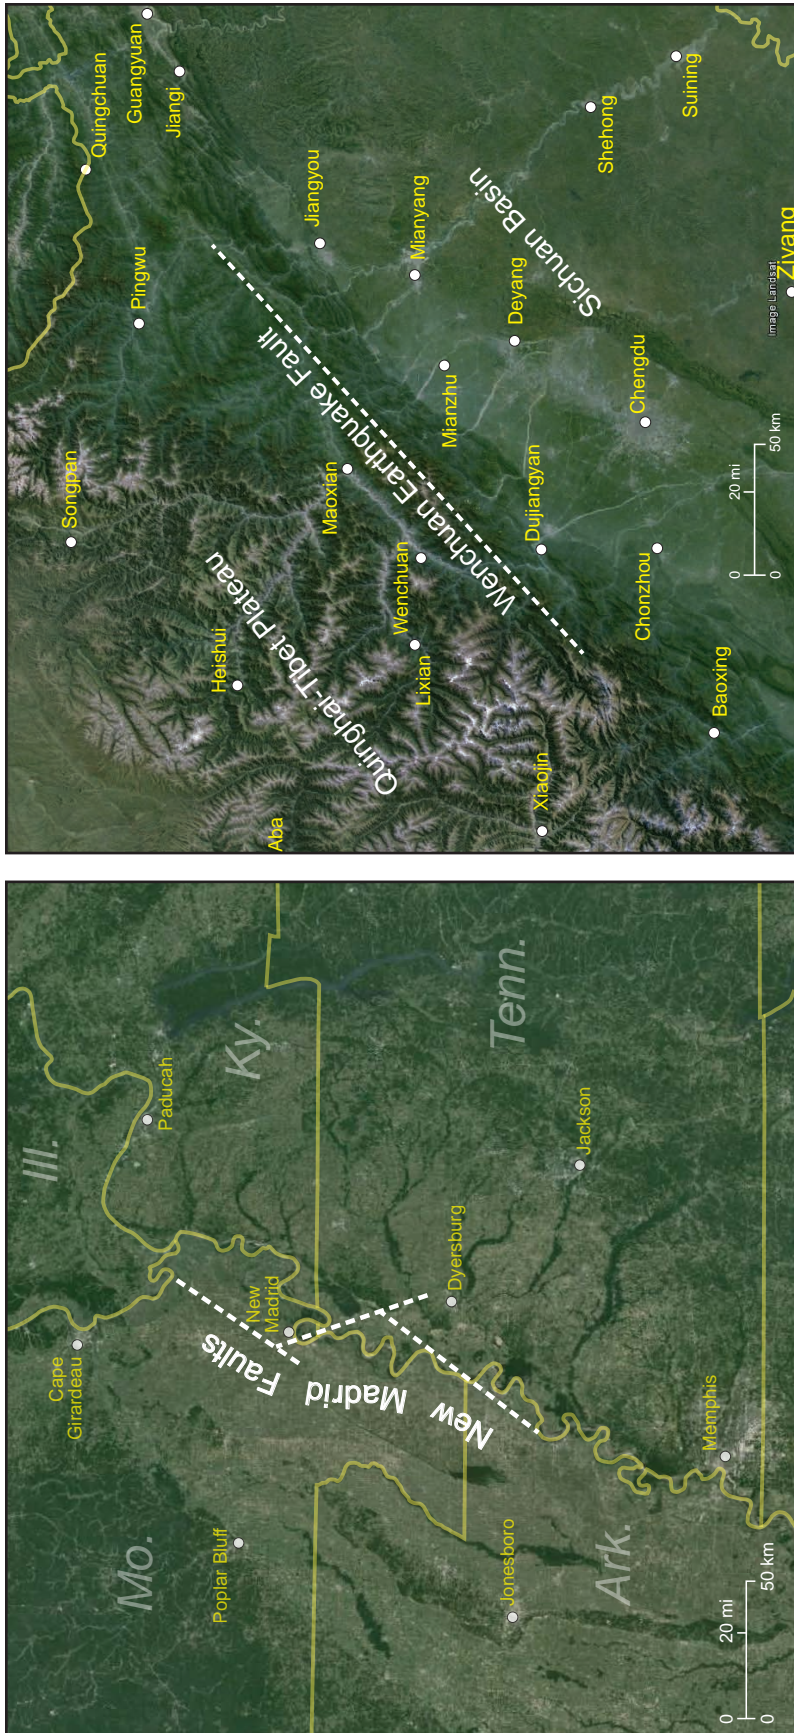 Ill.
Mo.
Ky.
Tenn.
Ark.
Cape
Girardeau
Paducah
Poplar Bluff
New
Madrid
New Madrid Faults
Dyersburg
Jackson
Jonesboro
Memphis
0 20 mi
0 50 km
Songpan
Quingchuan
Guangyuan
Jiangi
Pingwu
Aba
Heishui
Quinghai-Tibet Plateau
Maoxian
Jiangyou
Wenchuan Earthquake Fault
Wenchuan
Lixian
Mianyang
Mianzhu
Sichuan Basin
Xiaojin
Dujiangyan
Deyang
Shehong
Chonzhou
Chengdu
Suining
Baoxing
0 20 mi
0 50 km
Image Landsat
Ziyang